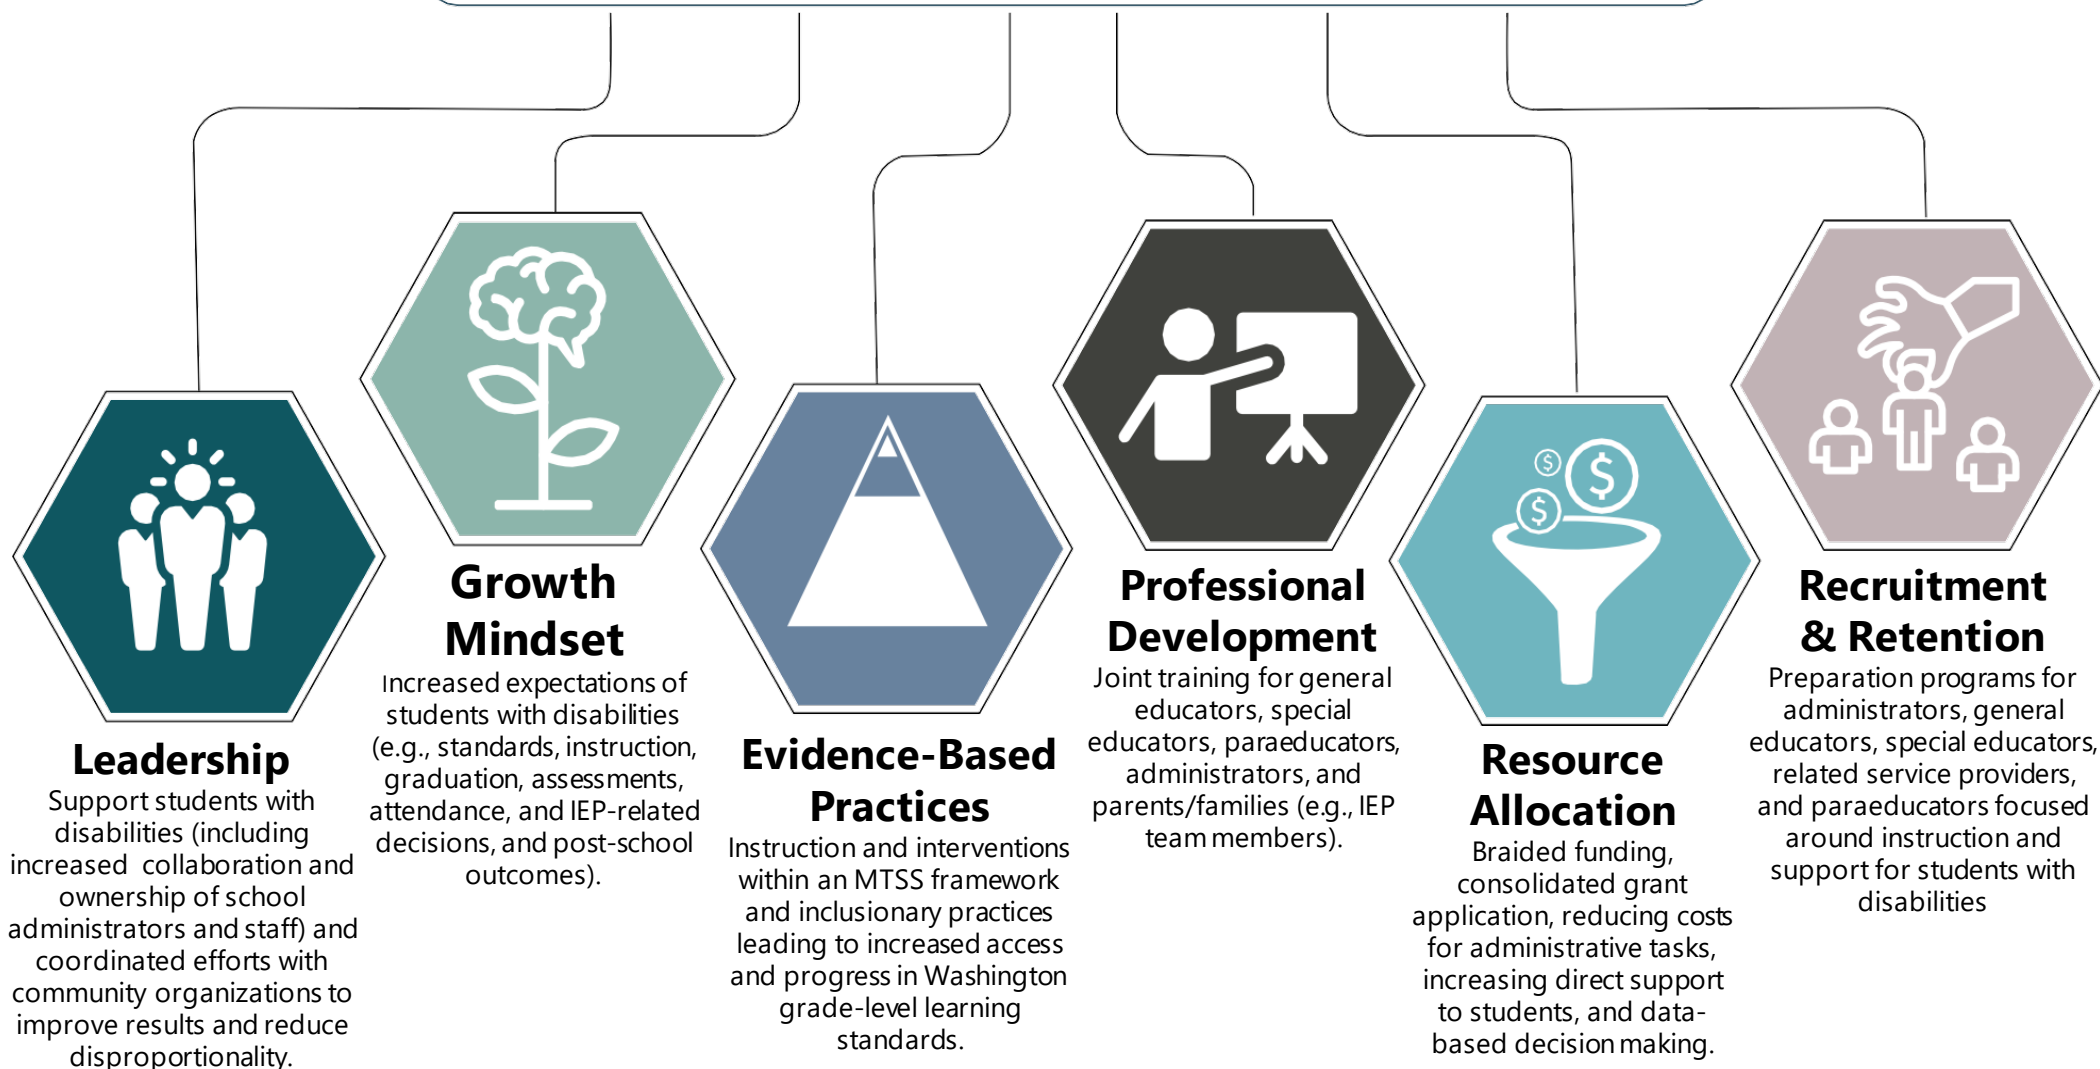 Leadership
Support students with
disabilities (including
increased collaboration and
ownership of school
administrators and staff) and
coordinated efforts with
community organizations to
improve results and reduce
disproportionality.
Growth
Mindset
Increased expectations of
students with disabilities
(e.g., standards, instruction,
graduation, assessments,
attendance, and IEP-related
decisions, and post-school
outcomes).
Evidence-Based
Practices
Instruction and interventions
within an MTSS framework
and inclusionary practices
leading to increased access
and progress in Washington
grade-level learning
standards.
Professional
Development
Joint training for general
educators, special
educators, paraeducators,
administrators, and
parents/families (e.g., IEP
team members).
$
$
$
Resource
Allocation
Braided funding,
consolidated grant
application, reducing costs
for administrative tasks,
increasing direct support
to students, and data-
based decision making.
Recruitment
& Retention
Preparation programs for
administrators, general
educators, special educators,
related service providers,
and paraeducators focused
around instruction and
support for students with
disabilities